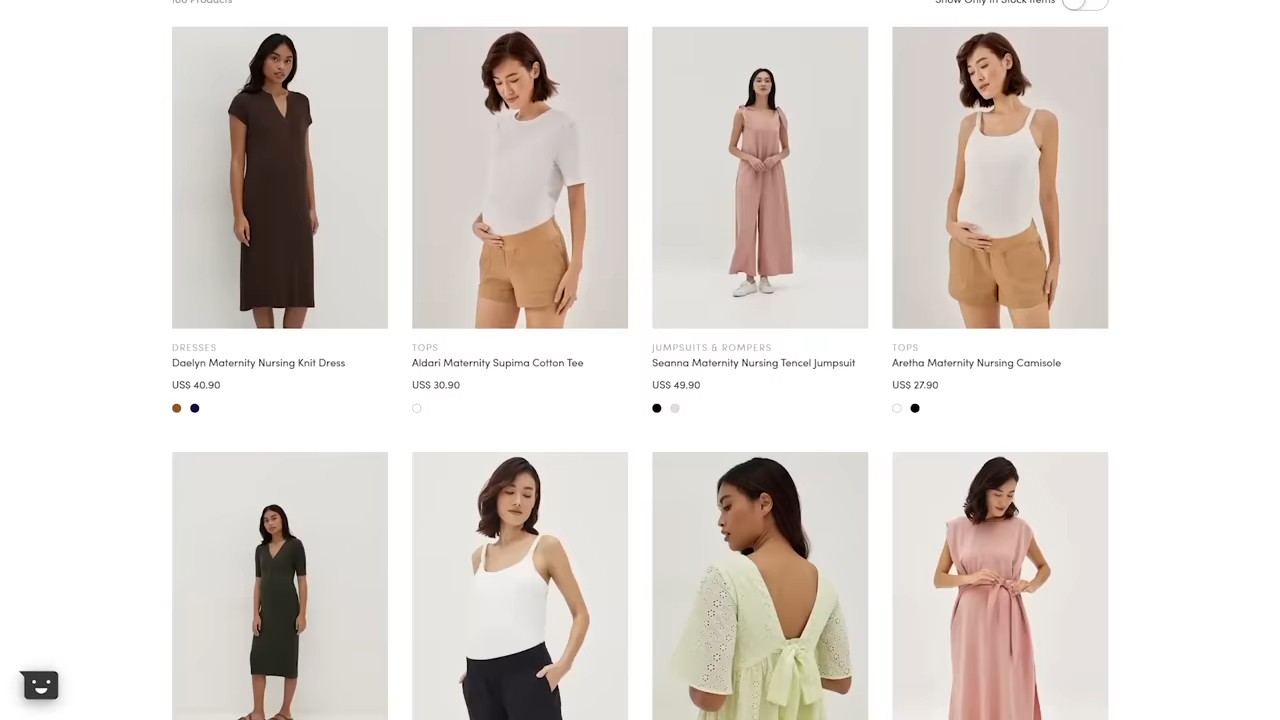 Show Only In Stock Items
DRESSES
Daelyn Maternity Nursing Knit Dress
US$ 40.90
TOPS
Aldari Maternity Supima Cotton Tee
US$ 30.90
JUMPSUITS & ROMPERS
Seanna Maternity Nursing Tencel Jumpsuit
US$ 49.90
TOPS
Aretha Maternity Nursing Camisole
US$ 27.90